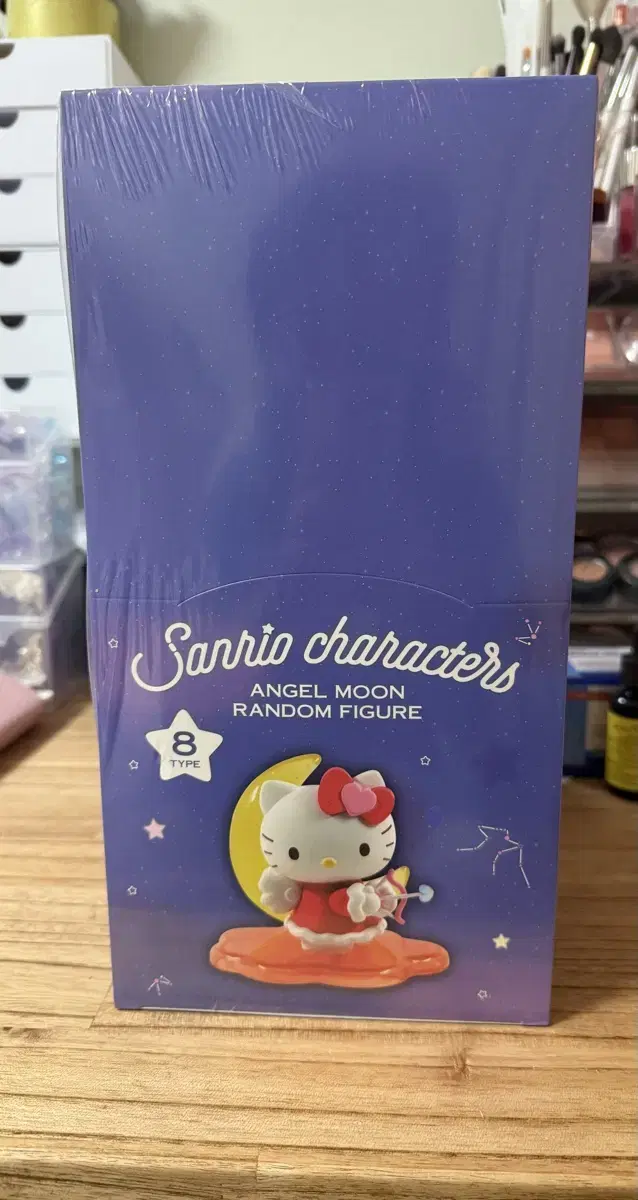 Sanrio characters
ANGEL MOON
RANDOM FIGURE
8
TYPE